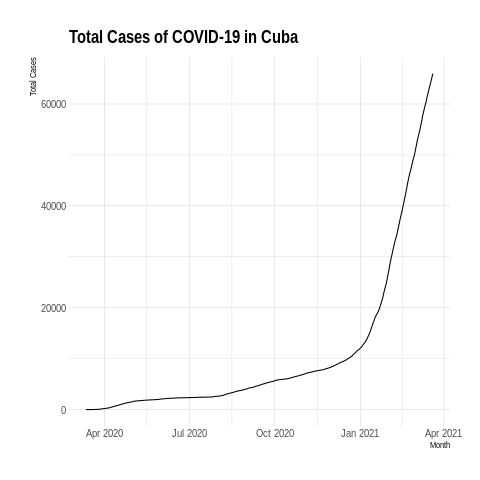 Total Cases of COVID-19 in Cuba
Total Cases
60000
40000
20000
0
Apr 2020 Jul 2020 Oct 2020 Jan 2021 Apr 2021
Month